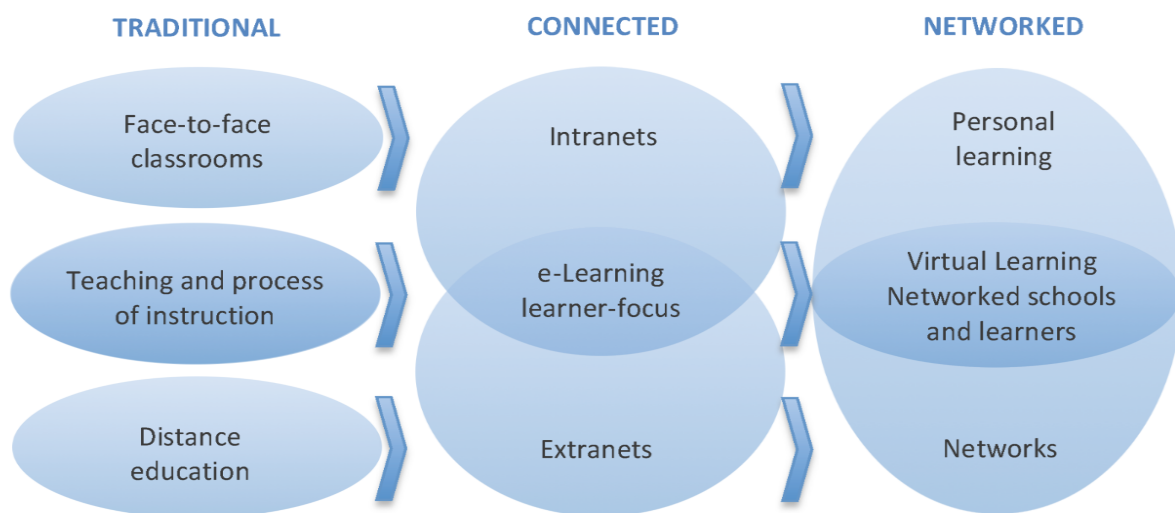 TRADITIONAL
CONNECTED
NETWORKED
Face-to-face
classrooms
Intranets
Personal
learning
Teaching and process
of instruction
e-Learning
learner-focus
Virtual Learning
Networked schools
and learners
Distance
education
Extranets
Networks